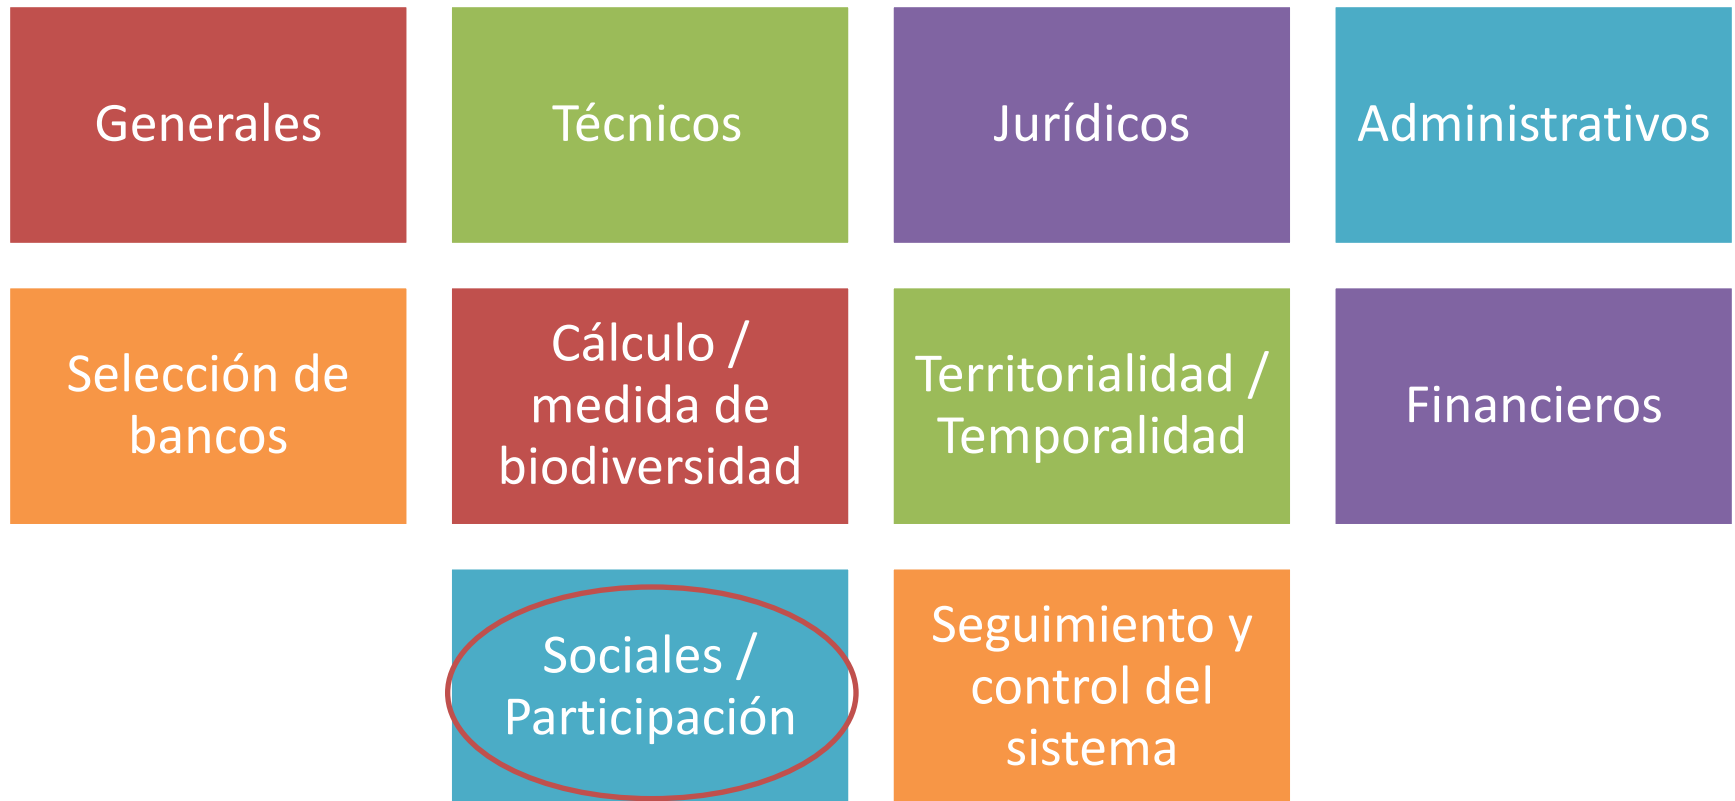 Generales
Técnicos
Jurídicos
Administrativos
Selección de
bancos
Cálculo /
medida de
biodiversidad
Territorialidad /
Temporalidad
Financieros
Sociales /
Participación
Seguimiento y
control del
sistema